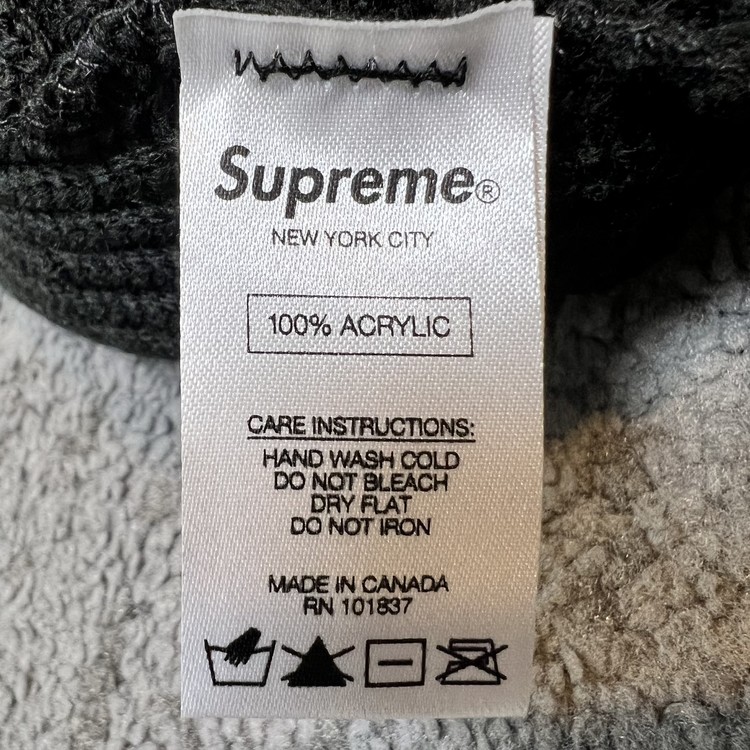 Supreme®
NEW YORK CITY
100% ACRYLIC
CARE INSTRUCTIONS:
HAND WASH COLD
DO NOT BLEACH
DRY FLAT
DO NOT IRON
MADE IN CANADA
RN 101837